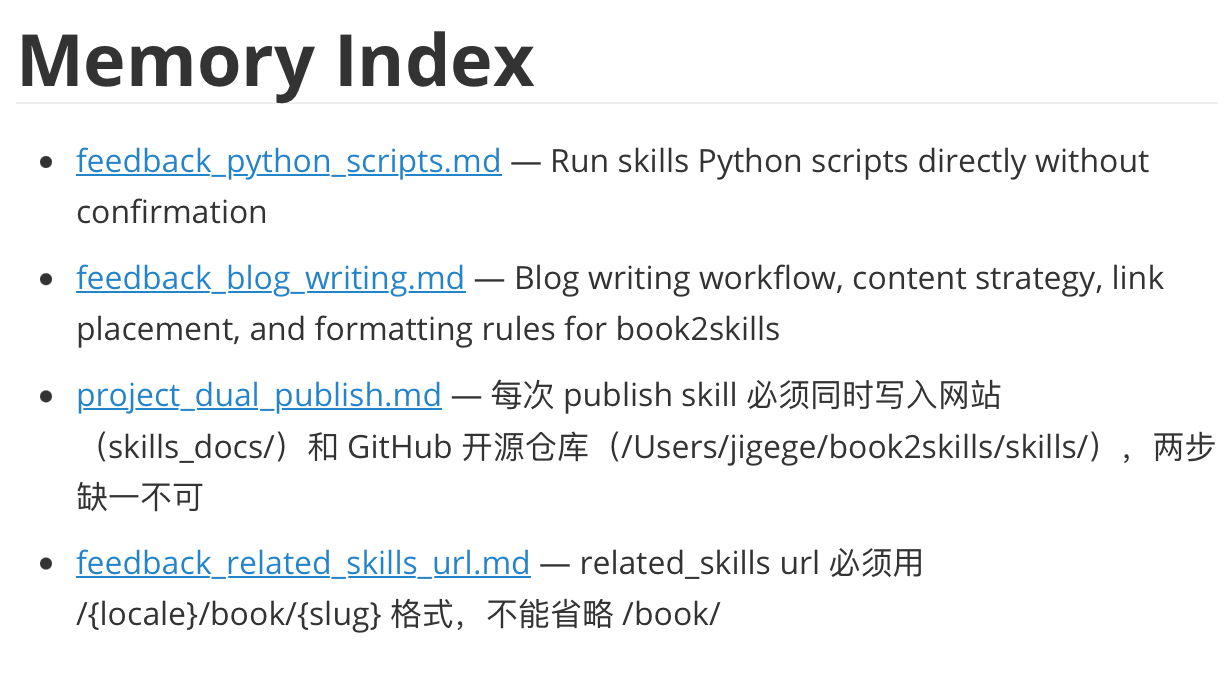 Memory Index
feedback_python_scripts.md — Run skills Python scripts directly without
confirmation
feedback_blog_writing.md — Blog writing workflow, content strategy, link
placement, and formatting rules for book2skills
project_dual_publish.md — 每次 publish skill 必须同时写入网站
（skills_docs/）和 GitHub 开源仓库（/Users/jigege/book2skills/skills/），两步
缺一不可
feedback_related_skills_url.md — related_skills url 必须用
/{locale}/book/{slug} 格式，不能省略 /book/